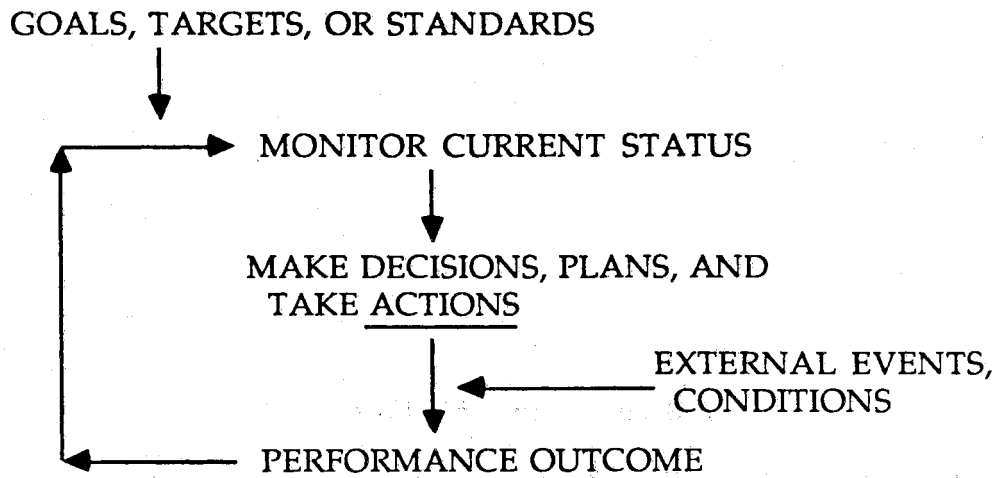 GOALS, TARGETS, OR STANDARDS
MONITOR CURRENT STATUS
MAKE DECISIONS, PLANS, AND
TAKE ACTIONS
EXTERNAL EVENTS,
CONDITIONS
PERFORMANCE OUTCOME